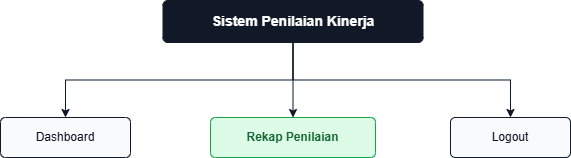 Sistem Penilaian Kinerja
Dashboard
Rekap Penilaian
Logout